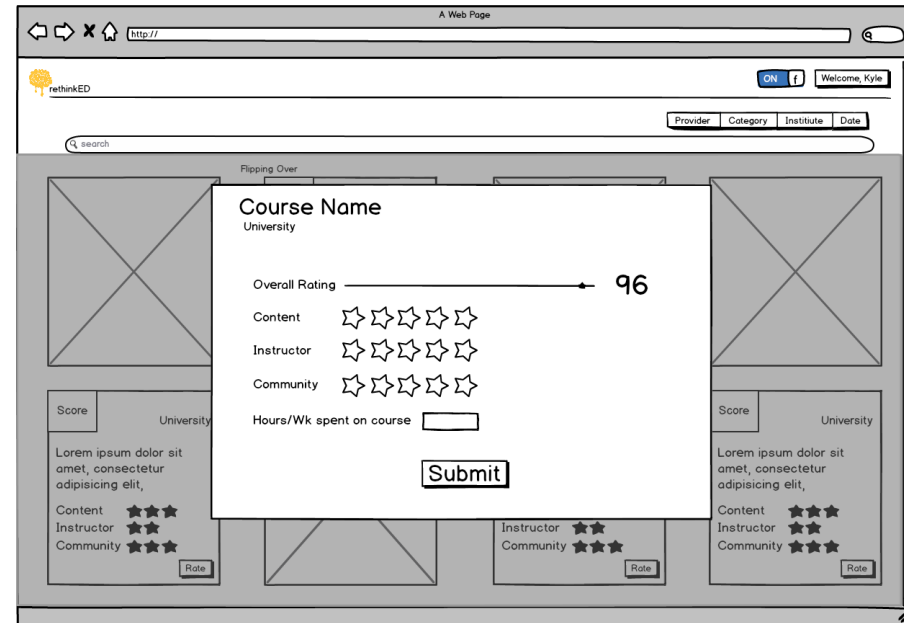 A Web Page
http://
rethinkED
ON f Welcome, Kyle
Provider Category Institiute Date
search
Flipping Over
Course Name
University
Overall Rating 96
Content
Instructor
Community
Hours/Wk spent on course
Submit
Score
University
Lorem ipsum dolor sit
amet, consectetur
adipisicing elit,
Content
Instructor
Community
Rate
Instructor
Community
Rate
Score
University
Lorem ipsum dolor sit
amet, consectetur
adipisicing elit,
Content
Instructor
Community
Rate